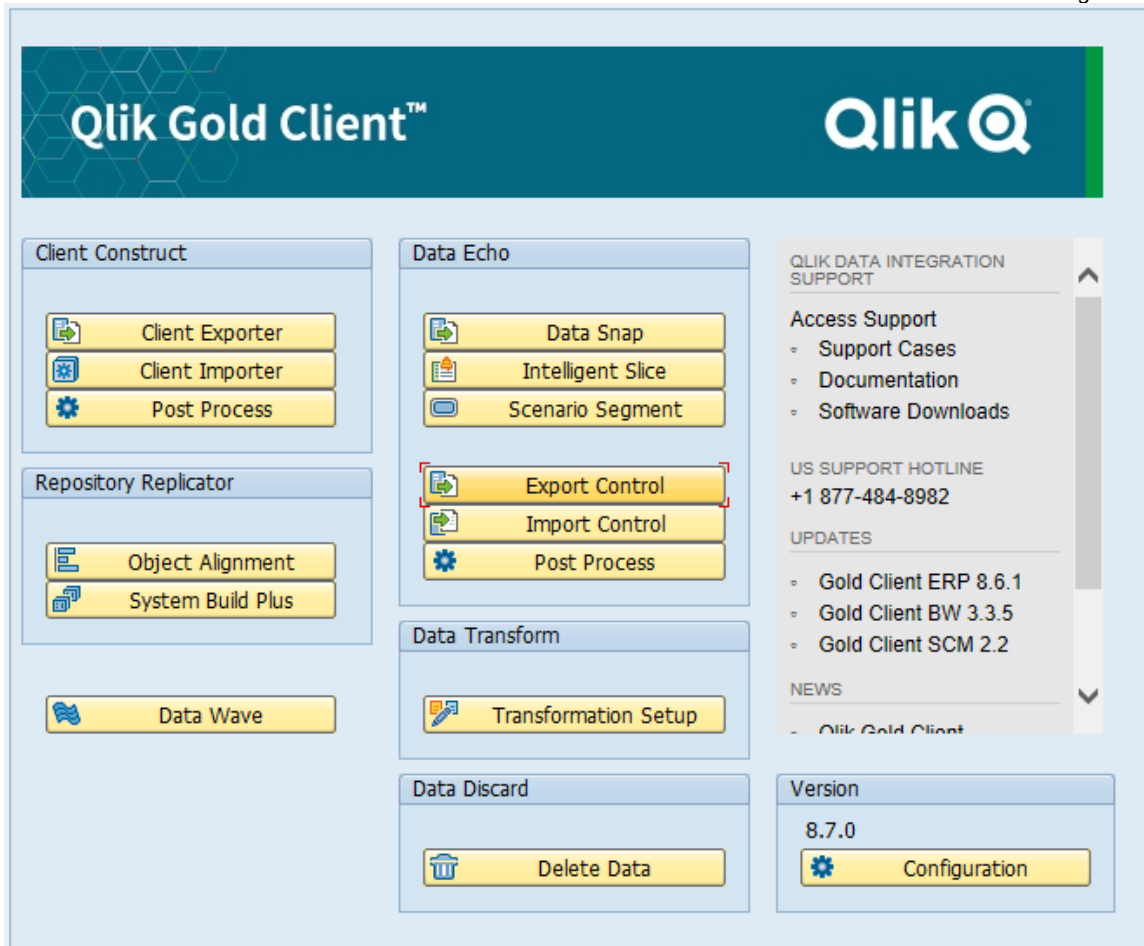 Qlik Gold Client™
Qlik
Client Construct
Client Exporter
Client Importer
Post Process
Repository Replicator
Object Alignment
System Build Plus
Data Wave
Data Echo
Data Snap
Intelligent Slice
Scenario Segment
Export Control
Import Control
Post Process
Data Transform
Transformation Setup
Data Discard
Delete Data
QLIK DATA INTEGRATION
SUPPORT
Access Support
Support Cases
Documentation
Software Downloads
US SUPPORT HOTLINE
+1 877-484-8982
UPDATES
Gold Client ERP 8.6.1
Gold Client BW 3.3.5
Gold Client SCM 2.2
NEWS
Qlik Gold Client
Version
8.7.0
Configuration